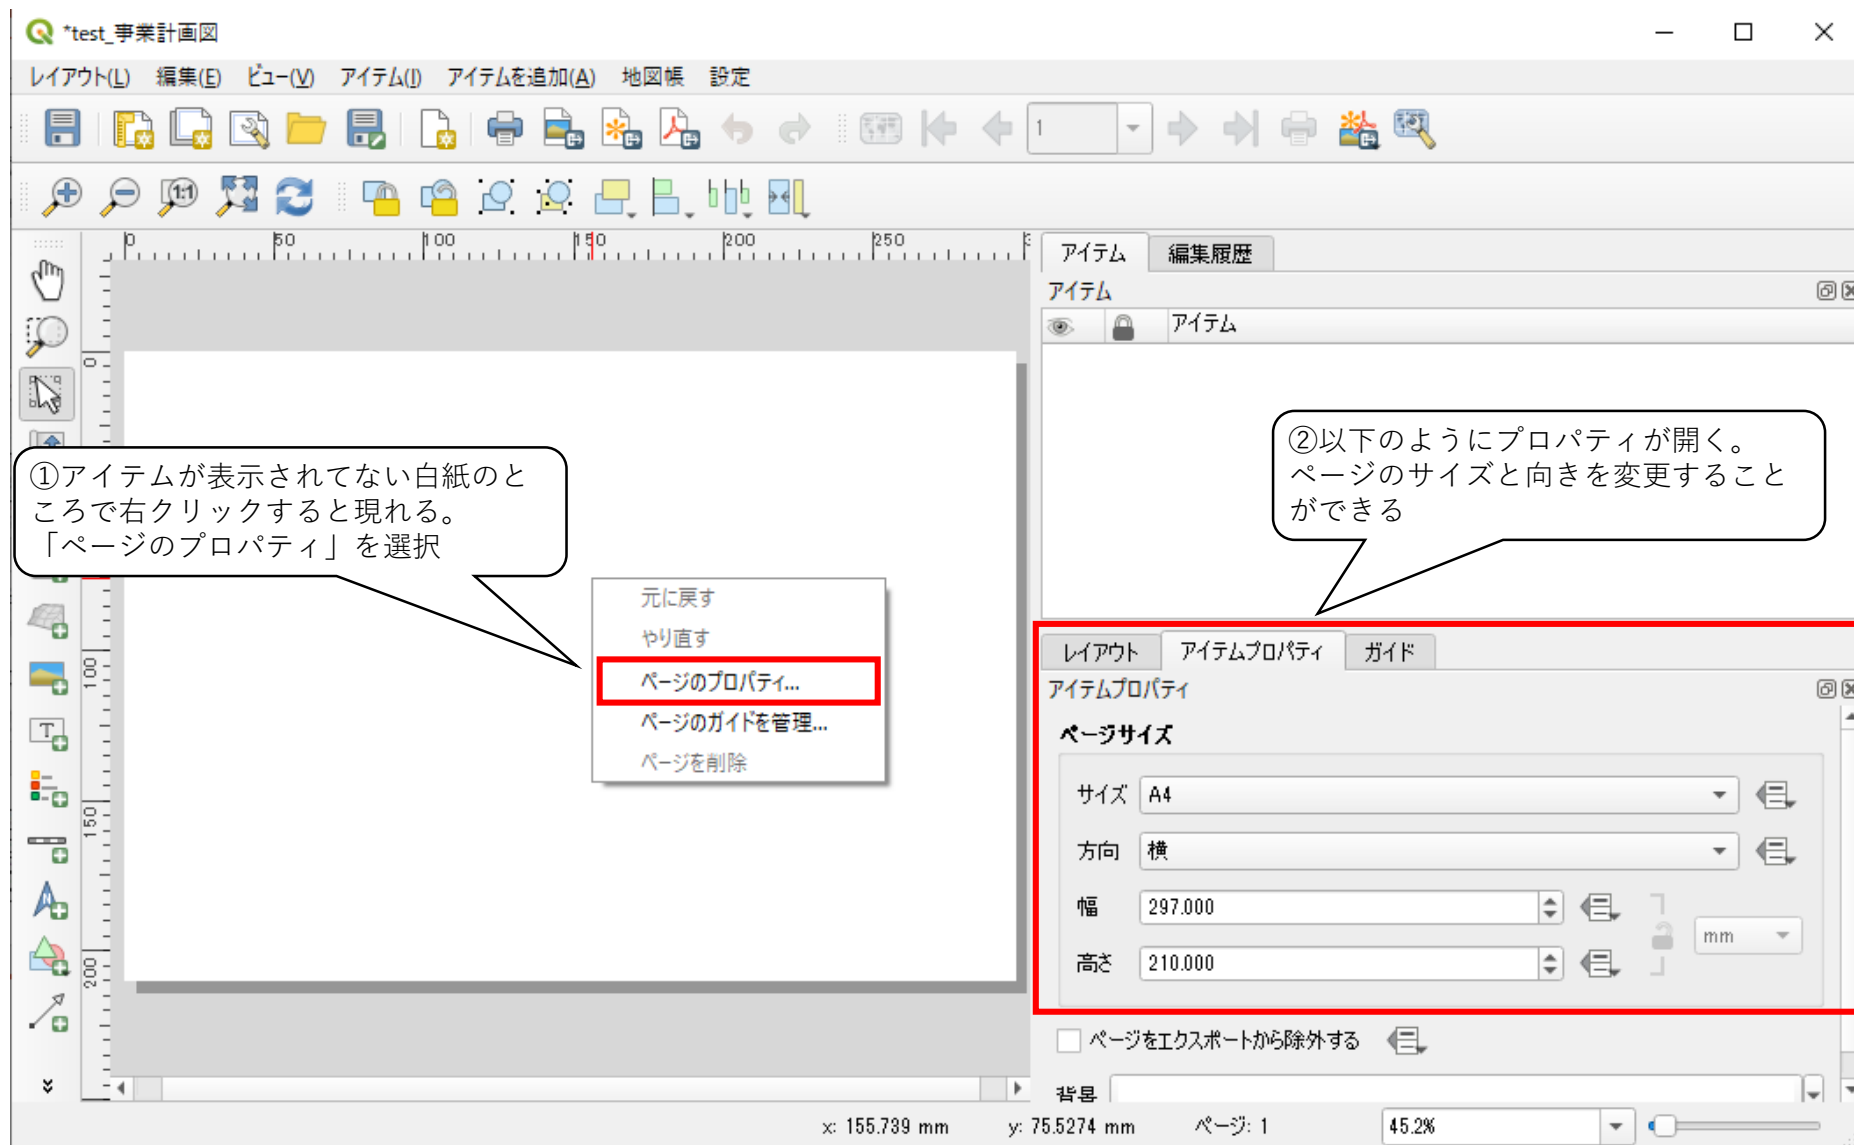 *test_事業計画図
レイアウト(L) 編集(E) ビュー(V) アイテム(I) アイテムを追加(A) 地図帳 設定
1:1
1
0 50 100 150 200 250
アイテム 編集履歴
アイテム
アイテム
0
①アイテムが表示されてない白紙のと
ころで右クリックすると現れる。
「ページのプロパティ」を選択
②以下のようにプロパティが開く。
ページのサイズと向きを変更すること
ができる
元に戻す
やり直す
ページのプロパティ...
ページのガイドを管理...
ページを削除
100
150
200
レイアウト アイテムプロパティ ガイド
アイテムプロパティ
ページサイズ
サイズ A4
方向 横
幅 297.000
mm
高さ 210.000
ページをエクスポートから除外する
背景
x: 155.739 mm y: 75.5274 mm ページ: 1 45.2%